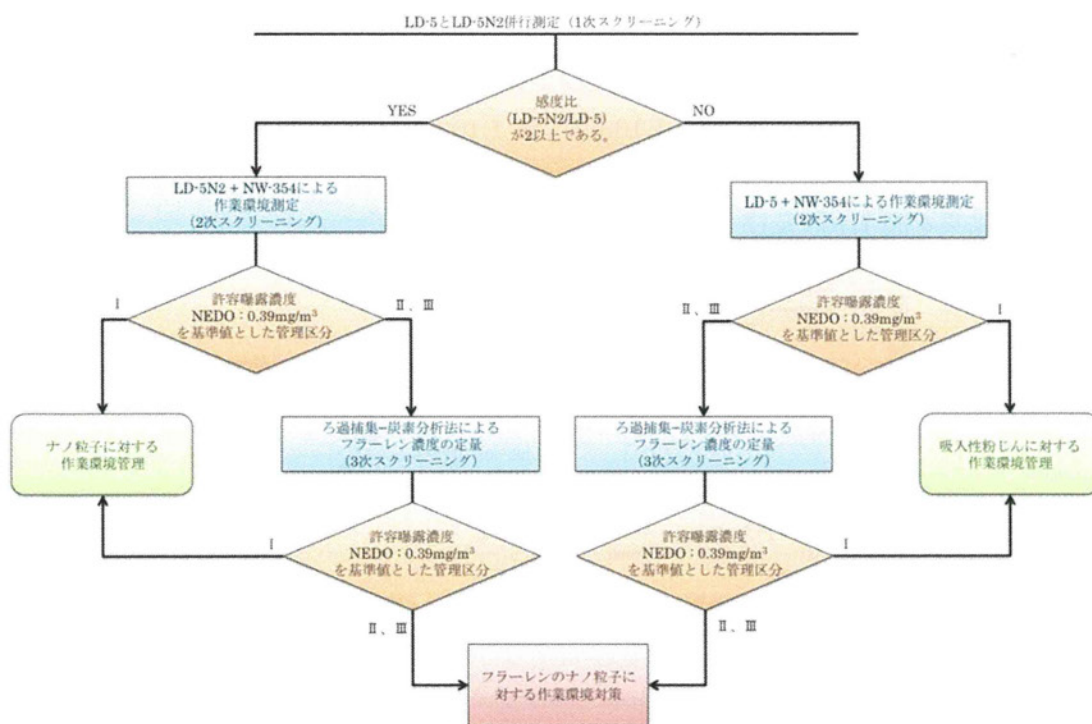 LD-5とLD-5N2併行測定(1次スクリーニング)
感度比
(LD-5N2/LD-5)
が2以上である。
YES
NO
LD-5N2 + NW-354による
作業環境測定
(2次スクリーニング)
LD-5 + NW-354による作業環境測定
(2次スクリーニング)
許容曝露濃度
NEDO:0.39mg/m³
を基準値とした管理区分
I
Ⅱ、Ⅲ
許容曝露濃度
NEDO:0.39mg/m³
を基準値とした管理区分
Ⅱ、Ⅲ
I
ナノ粒子に対する
作業環境管理
ろ過捕集−炭素分析法による
フラーレン濃度の定量
(3次スクリーニング)
ろ過捕集−炭素分析法による
フラーレン濃度の定量
(3次スクリーニング)
吸入性粉じんに対する
作業環境管理
許容曝露濃度
NEDO:0.39mg/m³
を基準値とした管理区分
I
Ⅱ、Ⅲ
許容曝露濃度
NEDO:0.39mg/m³
を基準値とした管理区分
I
Ⅱ、Ⅲ
フラーレンのナノ粒子に
対する作業環境対策